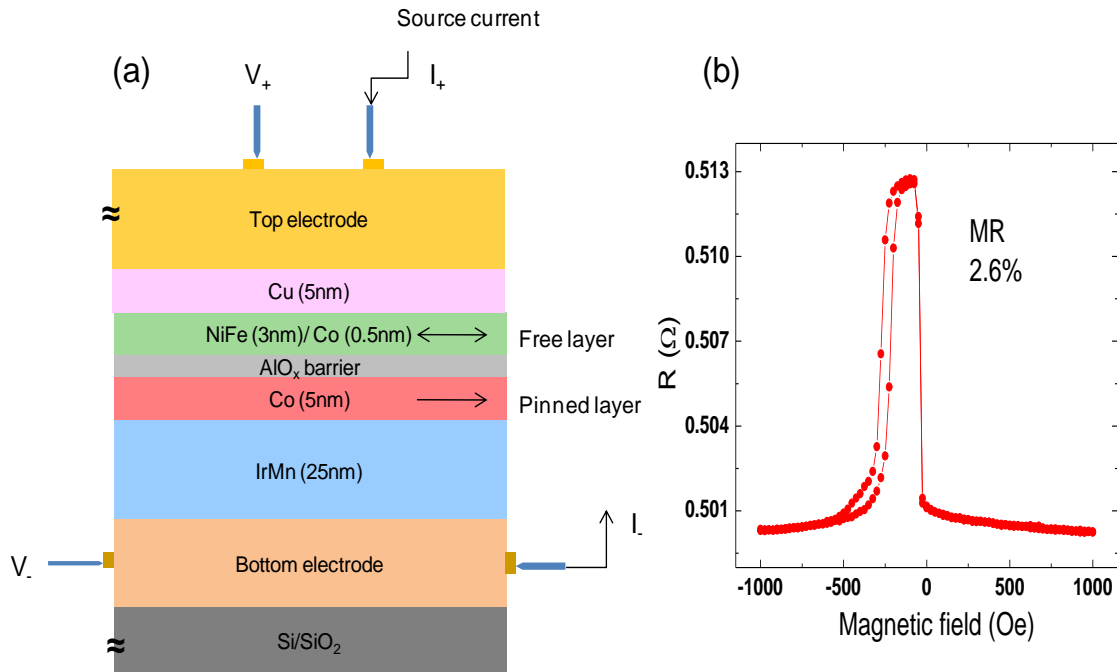 Source current
(a)
V+
I+
Top electrode
≈
Cu (5nm)
NiFe (3nm)/ Co (0.5nm)
Free layer
AlOx barrier
Co (5nm)
Pinned layer
IrMn (25nm)
I-
V-
Bottom electrode
Si/SiO2
≈
(b)
0.513
0.510
0.507
0.504
0.501
R (Ω)
MR
2.6%
-1000
-500
0
500
1000
Magnetic field (Oe)